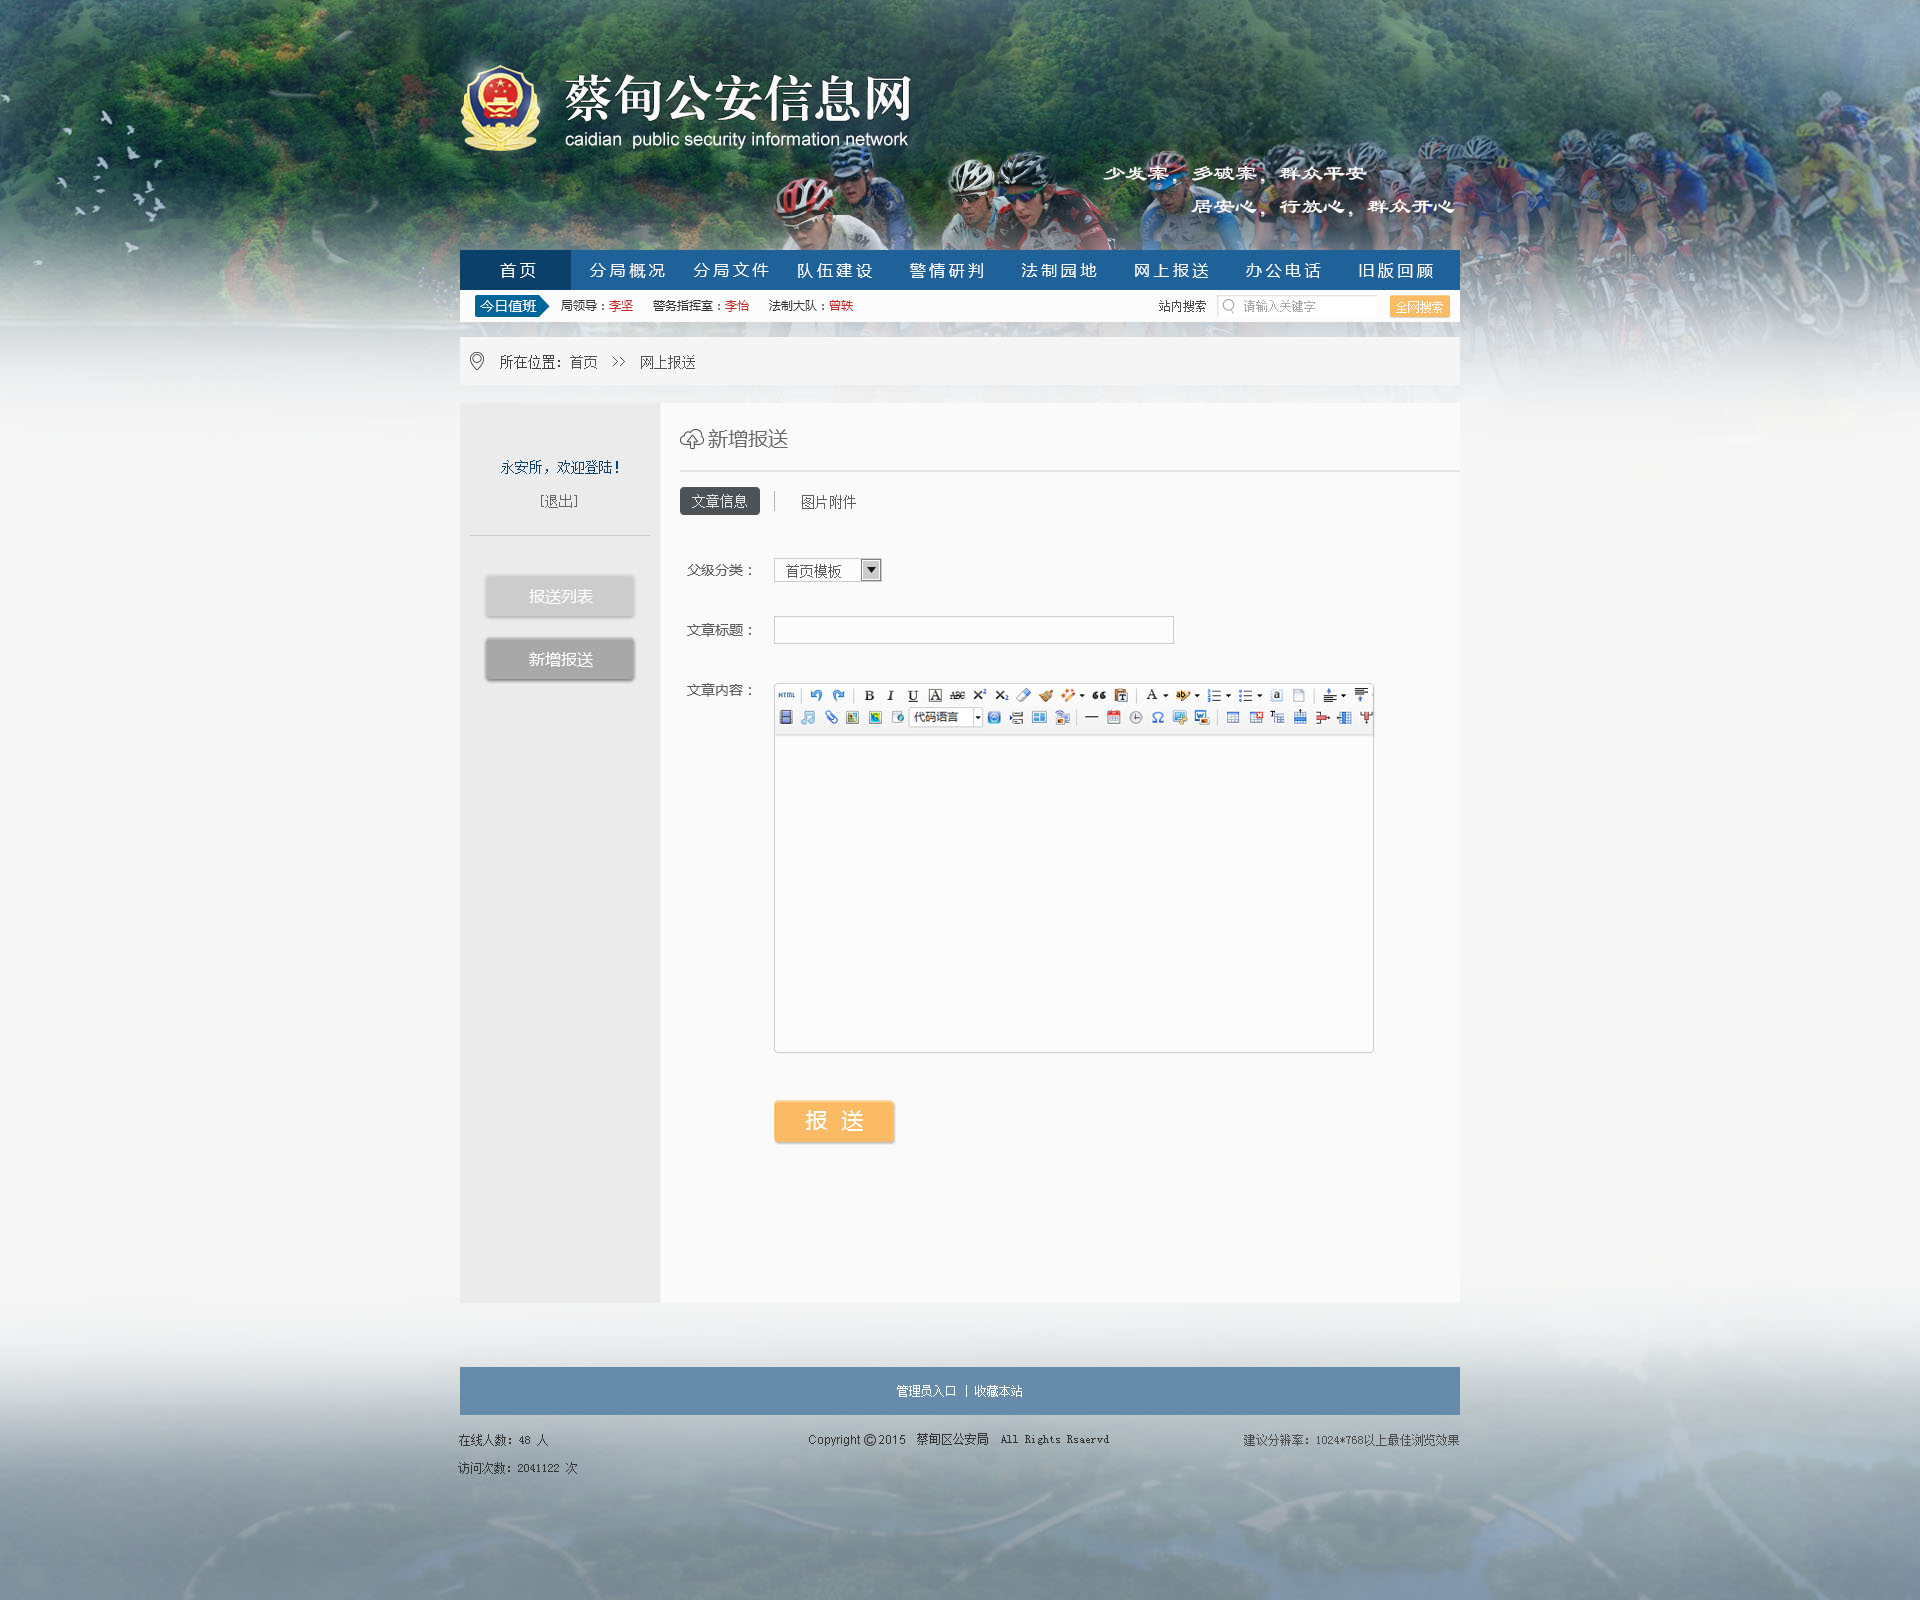 蔡甸公安信息网
caidian public security information network
少发案，多破案，群众平安
居安心，行放心，群众开心
首页 分局概况 分局文件 队伍建设 警情研判 法制园地 网上报送 办公电话 旧版回顾
今日值班 局领导：李坚 警务指挥室：李怡 法制大队：曾轶 站内搜索 请输入关键字 全网搜索
所在位置：首页 >> 网上报送
永安所，欢迎登陆！
[退出]
报送列表
新增报送
新增报送
文章信息 | 图片附件
父级分类： 首页模板
文章标题：
文章内容：
HTML B I U A ABC X² X₂ A ab a
代码语言
报 送
管理员入口 | 收藏本站
在线人数：48 人
Copyright ©2015 蔡甸区公安局 All Rights Rsaervd
建议分辨率：1024*768以上最佳浏览效果
访问次数：2041122 次